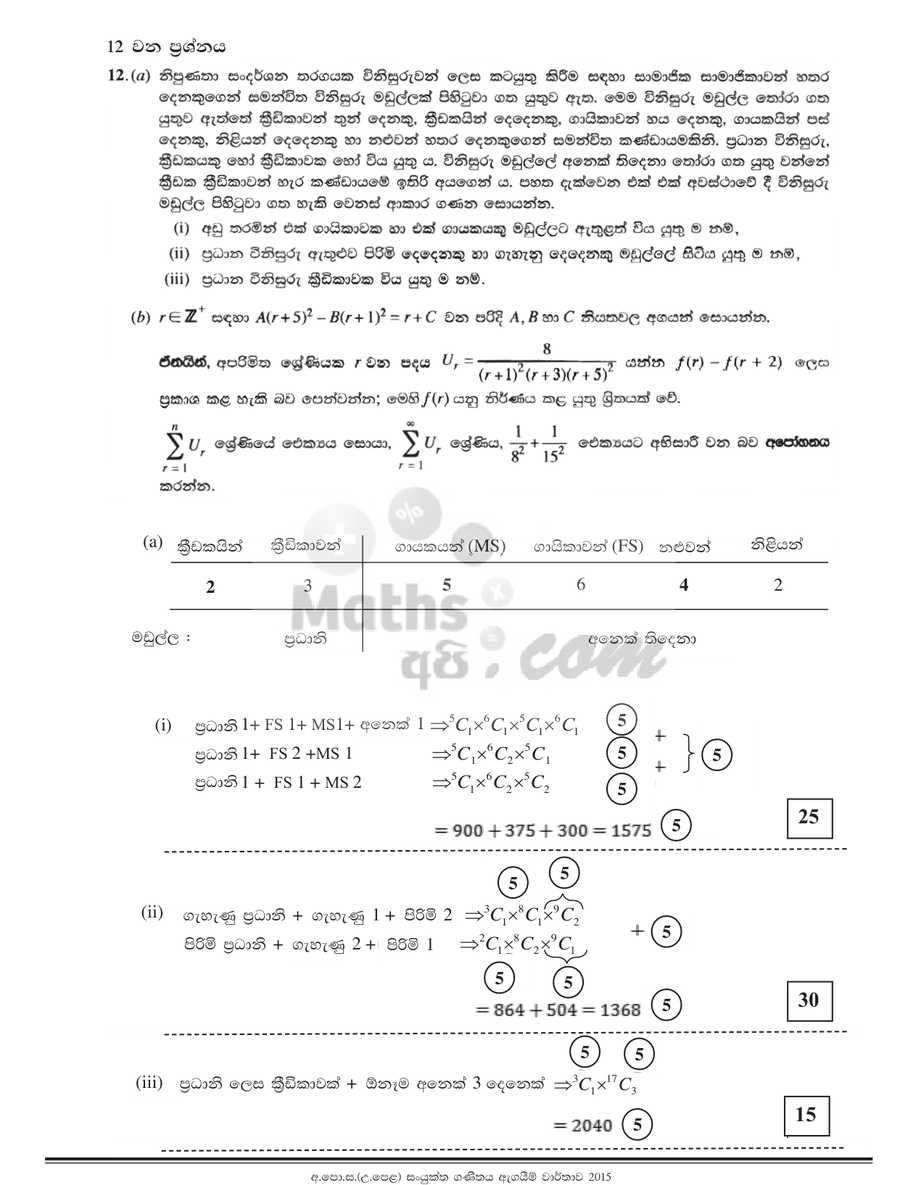 12 වන ප්‍රශ්නය
12.(a) නිපුණතා සංදර්ශන තරගයක විනිසුරුවන් ලෙස කටයුතු කිරීම සඳහා සාමාජික සාමාජිකාවන් හතර
දෙනකුගෙන් සමන්විත විනිසුරු මඩුල්ලක් පිහිටුවා ගත යුතුව ඇත. මෙම විනිසුරු මඩුල්ල තෝරා ගත
යුතුව ඇත්තේ ක්‍රීඩිකාවන් තුන් දෙනකු, ක්‍රීඩකයින් දෙදෙනකු, ගායිකාවන් හය දෙනකු, ගායකයින් පස්
දෙනකු, නිළියන් දෙදෙනකු හා නළුවන් හතර දෙනකුගෙන් සමන්විත කණ්ඩායමකිනි. ප්‍රධාන විනිසුරු,
ක්‍රීඩකයකු හෝ ක්‍රීඩිකාවක හෝ විය යුතු ය. විනිසුරු මඩුල්ලේ අනෙක් තිදෙනා තෝරා ගත යුතු වන්නේ
ක්‍රීඩක ක්‍රීඩිකාවන් හැර කණ්ඩායමේ ඉතිරි අයගෙන් ය. පහත දැක්වෙන එක් එක් අවස්ථාවේ දී විනිසුරු
මඩුල්ල පිහිටුවා ගත හැකි වෙනස් ආකාර ගණන සොයන්න.
(i) අඩු තරමින් එක් ගායිකාවක හා එක් ගායකයකු මඩුල්ලට ඇතුළත් විය යුතු ම නම්,
(ii) ප්‍රධාන විනිසුරු ඇතුළුව පිරිමි දෙදෙනකු හා ගැහැනු දෙදෙනකු මඩුල්ලේ සිටිය යුතු ම නම්,
(iii) ප්‍රධාන විනිසුරු ක්‍රීඩිකාවක විය යුතු ම නම්.
(b) r ∈ ℤ⁺ සඳහා A(r+5)² – B(r+1)² = r + C වන පරිදි A, B හා C නියතවල අගයන් සොයන්න.
ඒනයින්, අපරිමිත ශ්‍රේණියක r වන පදය U_r = 8 / ((r+1)²(r+3)(r+5)²) යන්න f(r) – f(r + 2) ලෙස
ප්‍රකාශ කළ හැකි බව පෙන්වන්න; මෙහි f(r) යනු නිර්ණය කළ යුතු ශ්‍රිතයක් වේ.
∑_{r=1}^{n} U_r ශ්‍රේණියේ ඓක්‍යය සොයා, ∑_{r=1}^{∞} U_r ශ්‍රේණිය, 1/8² + 1/15² ඓක්‍යයට අභිසාරී වන බව අපෝහනය
කරන්න.
(a) ක්‍රීඩකයින් ක්‍රීඩිකාවන් ගායකයන් (MS) ගායිකාවන් (FS) නළුවන් නිළියන්
2 3 5 6 4 2
මඩුල්ල : ප්‍රධානි අනෙක් තිදෙනා
Maths
අපි .com
(i) ප්‍රධානි 1+ FS 1+ MS1+ අනෙක් 1 ⇒ ⁵C₁×⁶C₁×⁵C₁×⁶C₁ 5 +
ප්‍රධානි 1+ FS 2 +MS 1 ⇒ ⁵C₁×⁶C₂×⁵C₁ 5 + } 5
ප්‍රධානි 1 + FS 1 + MS 2 ⇒ ⁵C₁×⁶C₂×⁵C₂ 5
= 900 + 375 + 300 = 1575 5 25
5 5
(ii) ගැහැණු ප්‍රධානි + ගැහැණු 1 + පිරිමි 2 ⇒ ³C₁×⁸C₁×⁹C₂
+ 5
පිරිමි ප්‍රධානි + ගැහැණු 2 + පිරිමි 1 ⇒ ²C₁×⁸C₂×⁹C₁
5 5
= 864 + 504 = 1368 5 30
5 5
(iii) ප්‍රධානි ලෙස ක්‍රීඩිකාවක් + ඕනෑම අනෙක් 3 දෙනෙක් ⇒ ³C₁×¹⁷C₃
= 2040 5 15
අ.පො.ස.(උ.පෙළ) සංයුක්ත ගණිතය ඇගයීම් වාර්තාව 2015